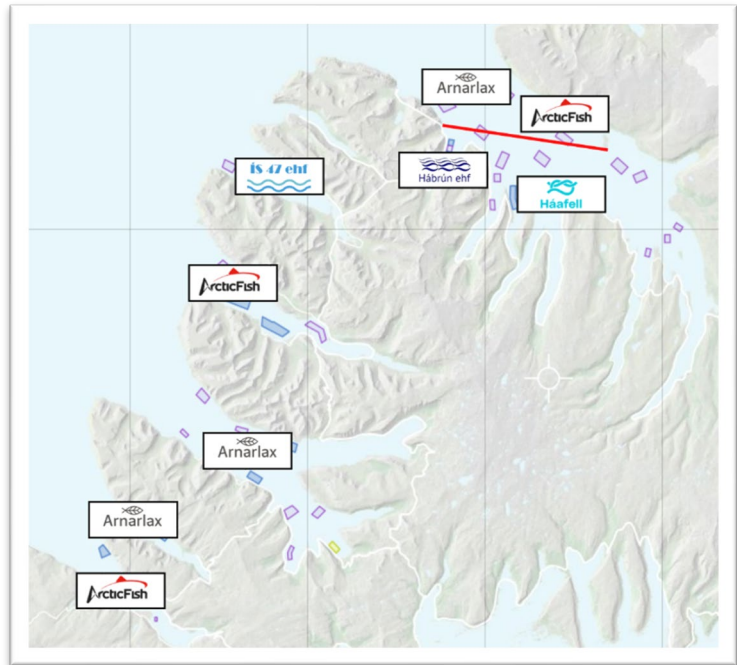 Arnarlax
ArcticFish
Hábrún ehf
ÍS 47 ehf
Háafell
ArcticFish
Arnarlax
Arnarlax
ArcticFish